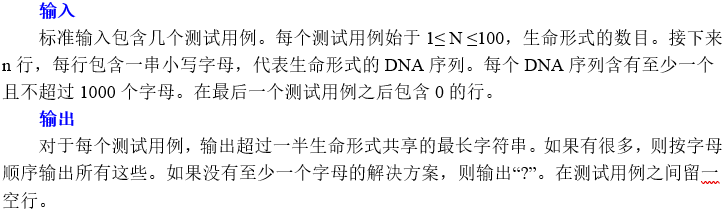 输入
标准输入包含几个测试用例。每个测试用例始于 1≤ N ≤100，生命形式的数目。接下来
n 行，每行包含一串小写字母，代表生命形式的 DNA 序列。每个 DNA 序列含有至少一个
且不超过 1000 个字母。在最后一个测试用例之后包含 0 的行。
输出
对于每个测试用例，输出超过一半生命形式共享的最长字符串。如果有很多，则按字母
顺序输出所有这些。如果没有至少一个字母的解决方案，则输出“?”。在测试用例之间留一
空行。